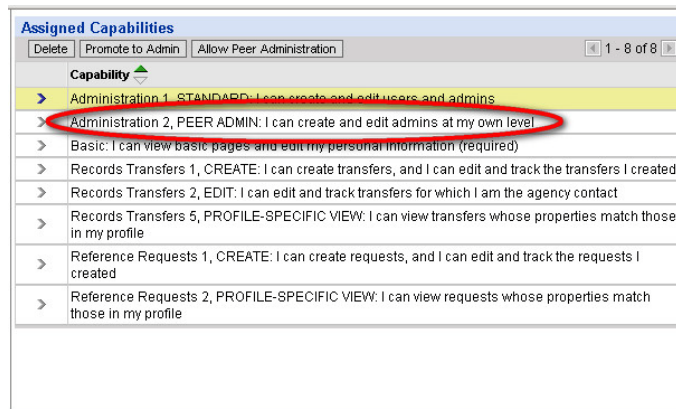 Assigned Capabilities
Delete Promote to Admin Allow Peer Administration 1 - 8 of 8
Capability
Administration 1, STANDARD: I can create and edit users and admins
Administration 2, PEER ADMIN: I can create and edit admins at my own level
Basic: I can view basic pages and edit my personal information (required)
Records Transfers 1, CREATE: I can create transfers, and I can edit and track the transfers I created
Records Transfers 2, EDIT: I can edit and track transfers for which I am the agency contact
Records Transfers 5, PROFILE-SPECIFIC VIEW: I can view transfers whose properties match those
in my profile
Reference Requests 1, CREATE: I can create requests, and I can edit and track the requests I
created
Reference Requests 2, PROFILE-SPECIFIC VIEW: I can view requests whose properties match
those in my profile